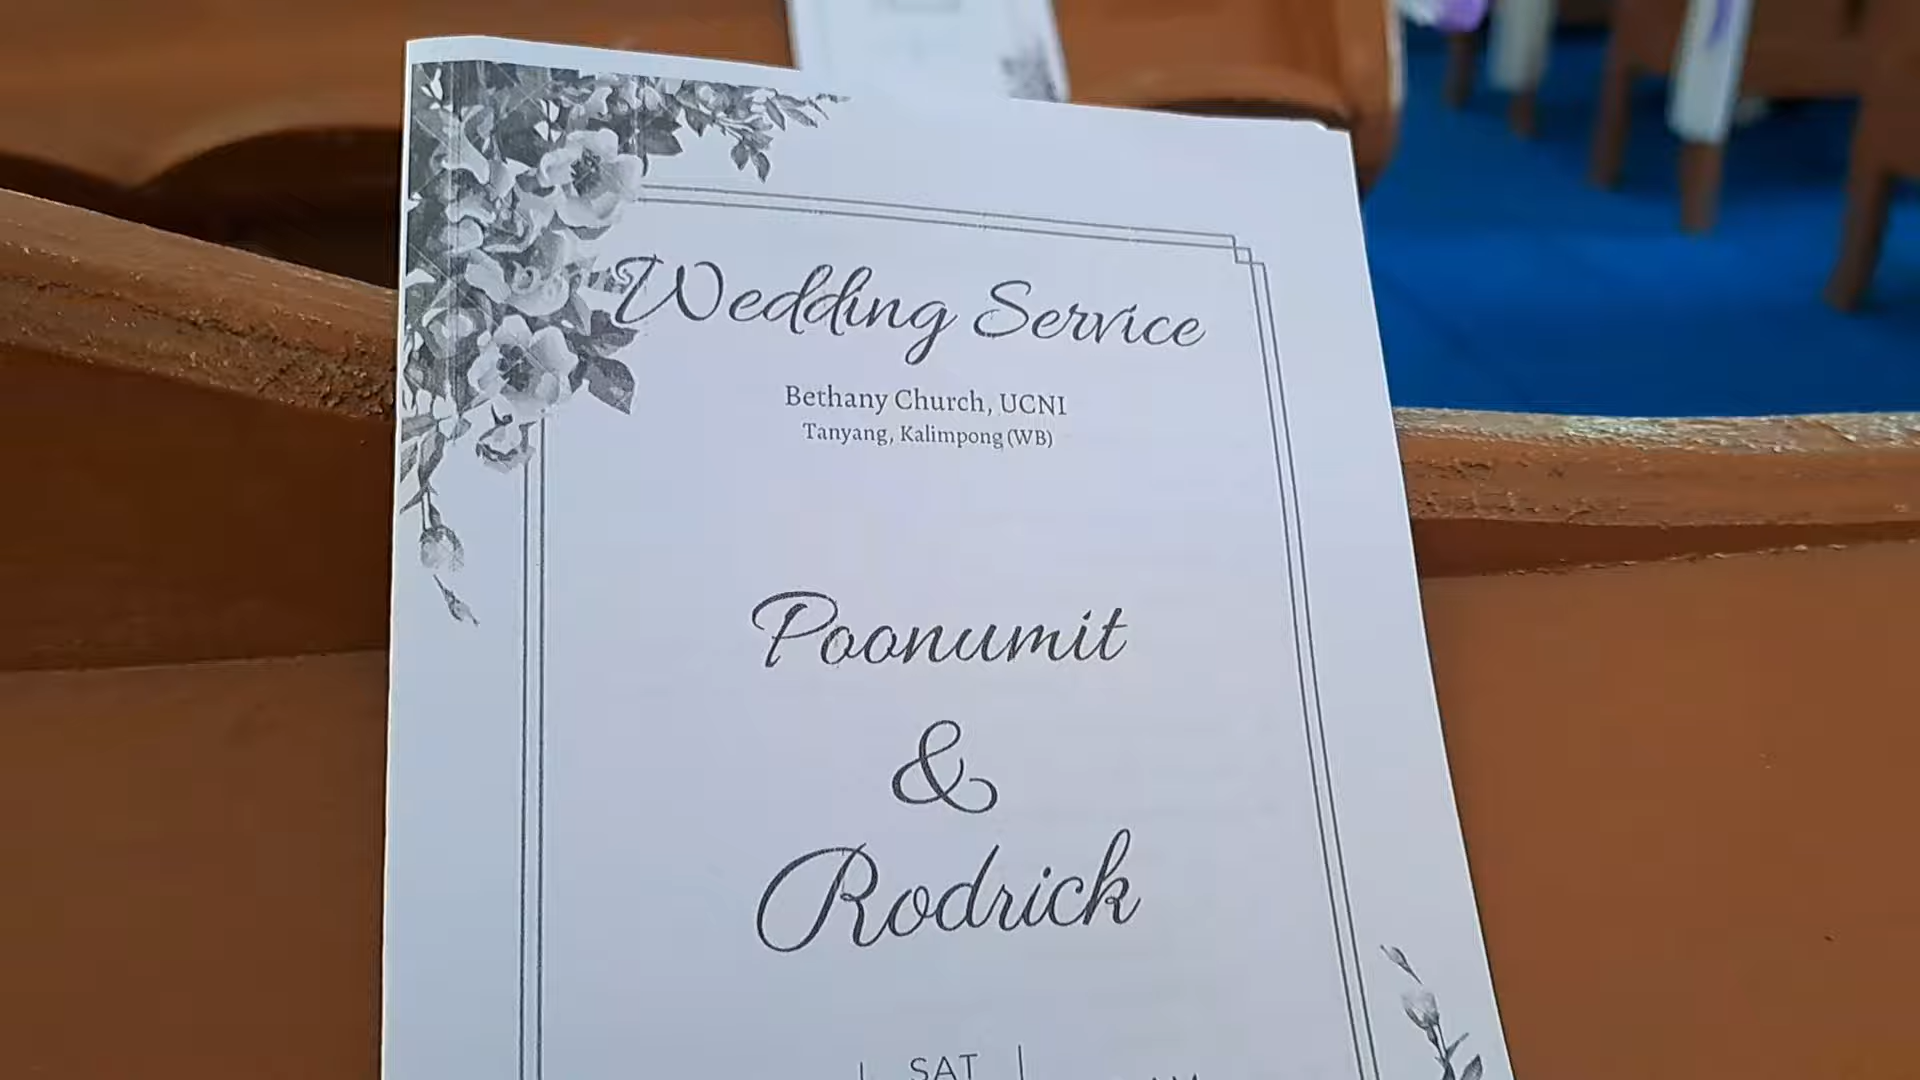 Wedding Service
Bethany Church, UCNI
Tanyang, Kalimpong (WB)
Poonumit
&
Rodrick
SAT